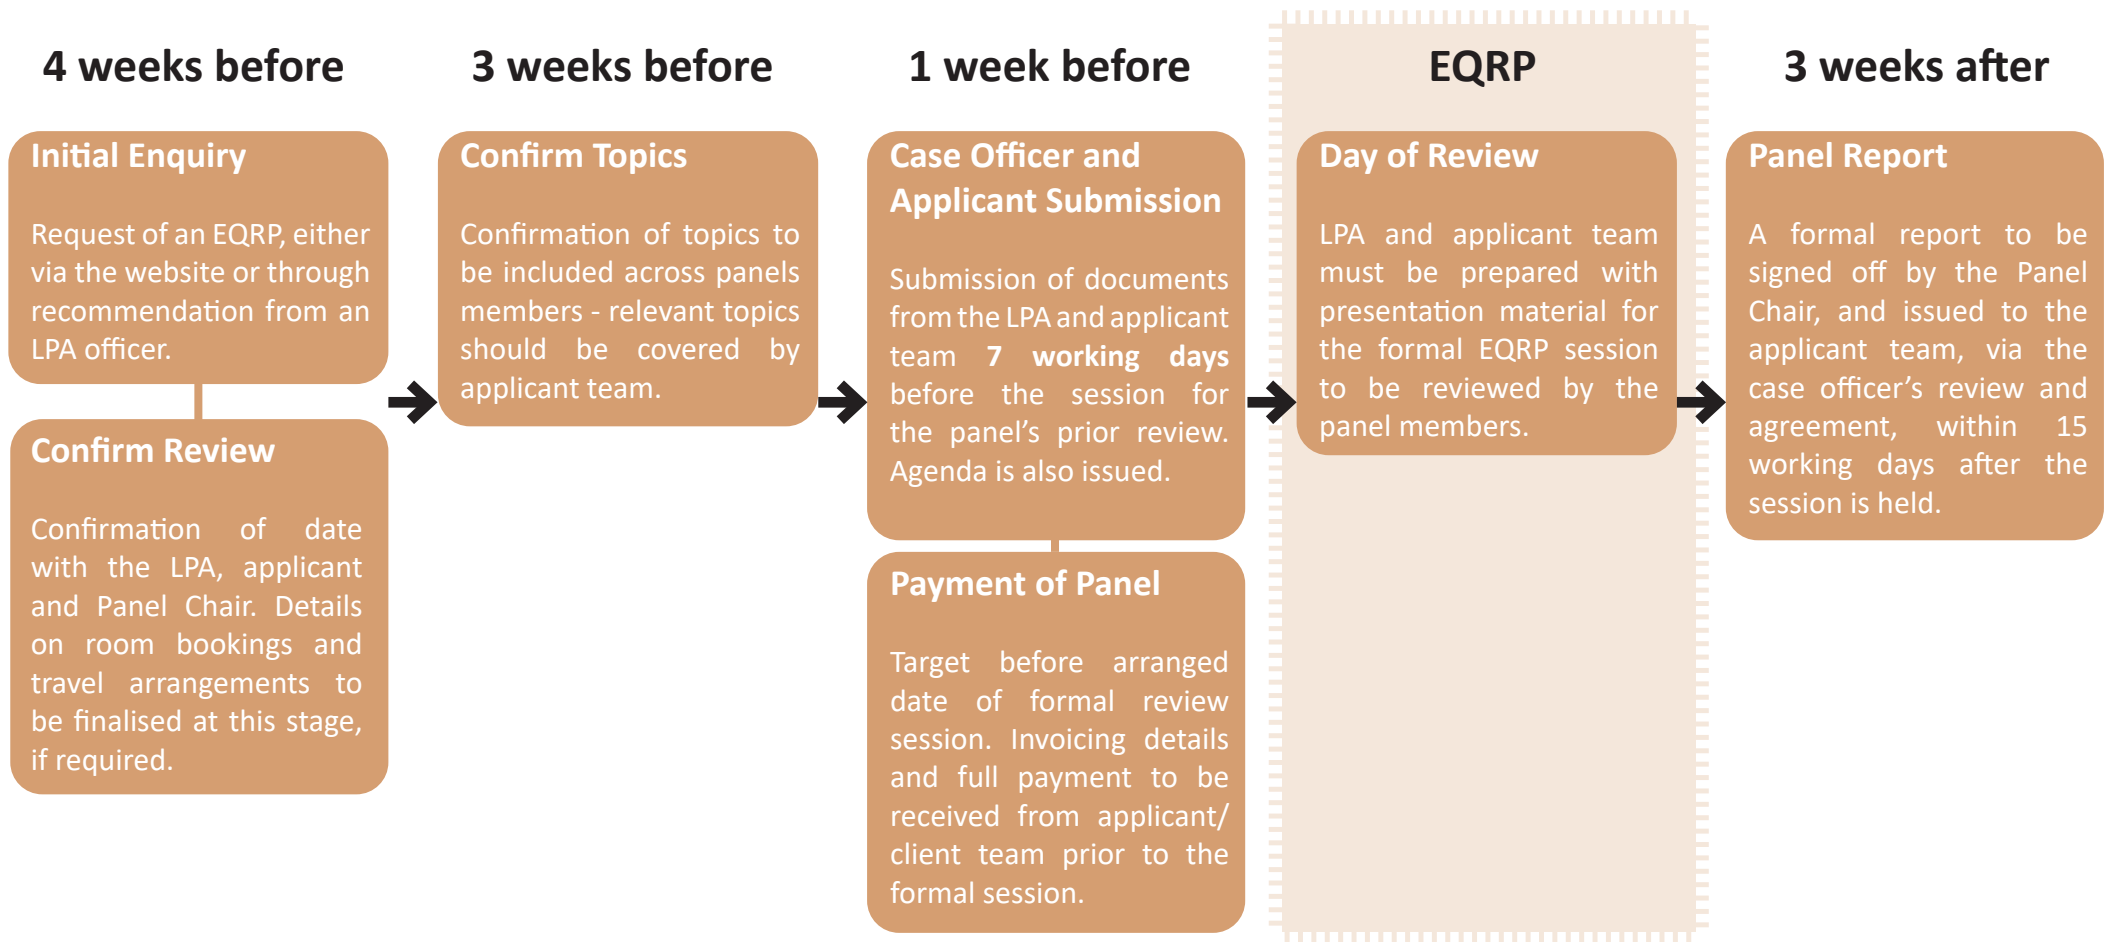 4 weeks before
Initial Enquiry
Request of an EQRP, either
via the website or through
recommendation from an
LPA officer.
Confirm Review
Confirmation of date
with the LPA, applicant
and Panel Chair. Details
on room bookings and
travel arrangements to
be finalised at this stage,
if required.
3 weeks before
Confirm Topics
Confirmation of topics to
be included across panels
members - relevant topics
should be covered by
applicant team.
1 week before
Case Officer and
Applicant Submission
Submission of documents
from the LPA and applicant
team 7 working days
before the session for
the panel's prior review.
Agenda is also issued.
Payment of Panel
Target before arranged
date of formal review
session. Invoicing details
and full payment to be
received from applicant/
client team prior to the
formal session.
EQRP
Day of Review
LPA and applicant team
must be prepared with
presentation material for
the formal EQRP session
to be reviewed by the
panel members.
3 weeks after
Panel Report
A formal report to be
signed off by the Panel
Chair, and issued to the
applicant team, via the
case officer's review and
agreement, within 15
working days after the
session is held.